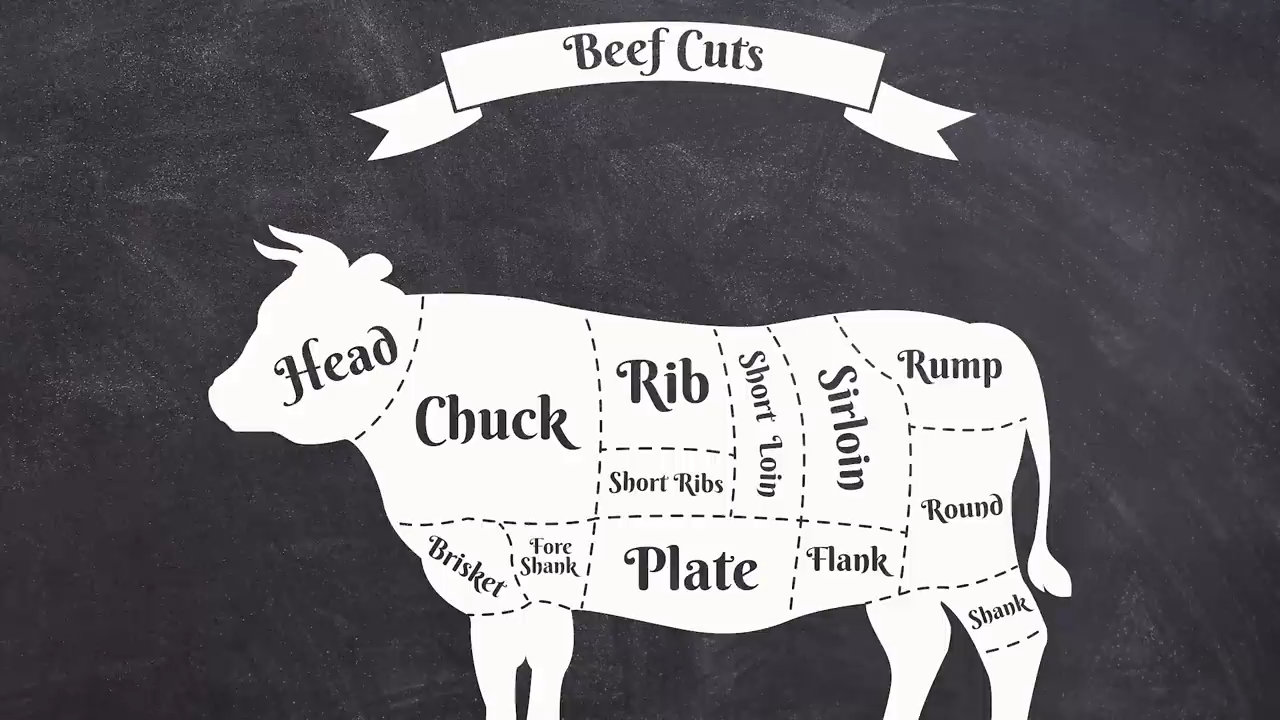 Beef Cuts
Head
Chuck
Rib
Short Loin
Sirloin
Rump
Short Ribs
Round
Brisket
Fore
Shank
Plate
Flank
Shank